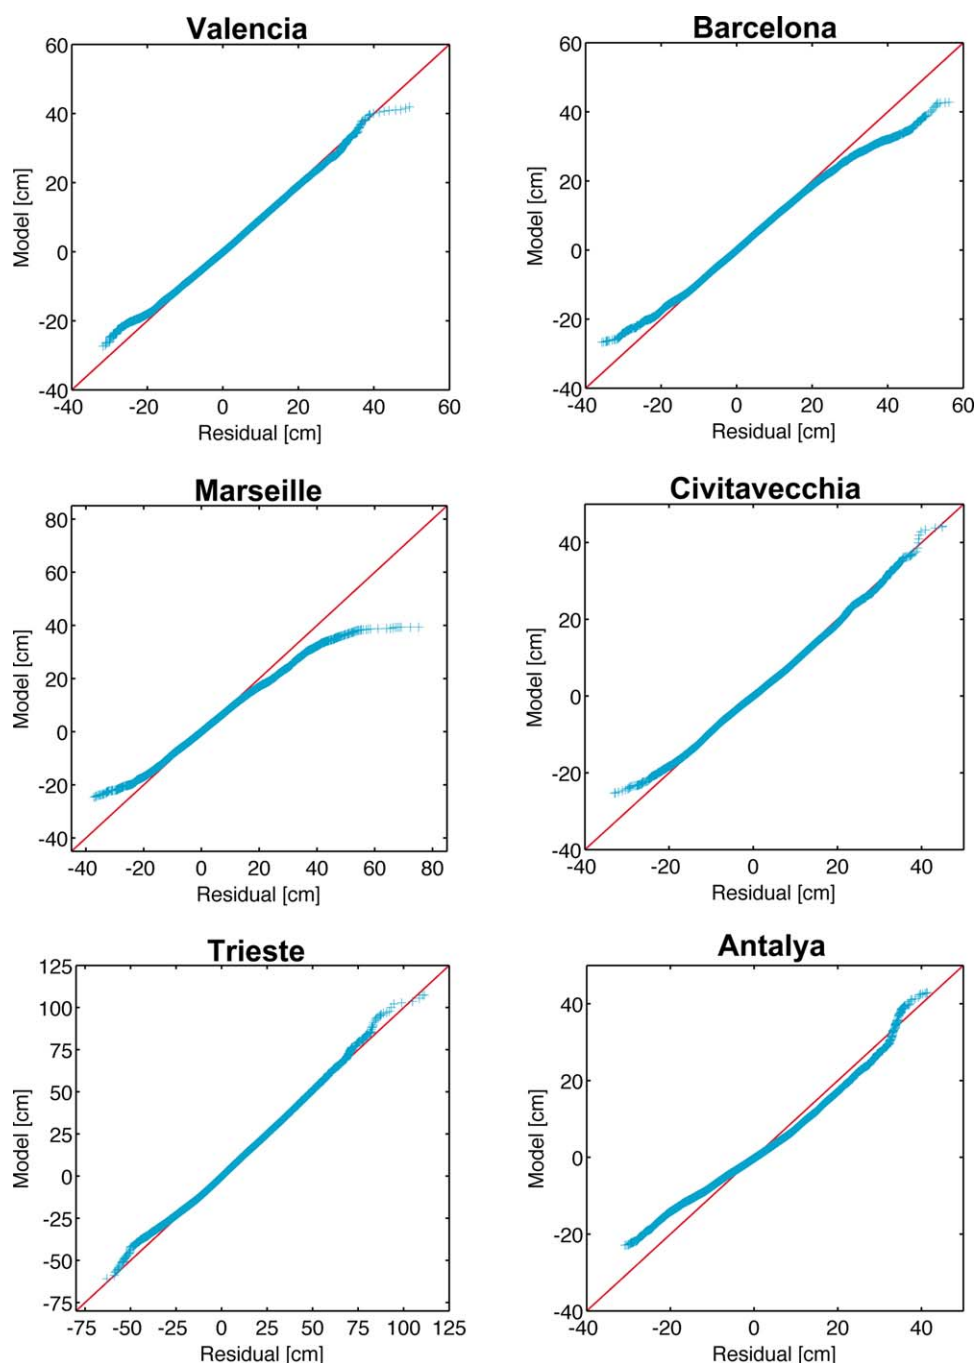 Valencia
60
40
20
0
-20
-40
-40 -20 0 20 40 60
Model [cm]
Residual [cm]
Barcelona
60
40
20
0
-20
-40
-40 -20 0 20 40 60
Model [cm]
Residual [cm]
Marseille
80
60
40
20
0
-20
-40
-40 -20 0 20 40 60 80
Model [cm]
Residual [cm]
Civitavecchia
40
20
0
-20
-40
-40 -20 0 20 40
Model [cm]
Residual [cm]
Trieste
125
100
75
50
25
0
-25
-50
-75
-75 -50 -25 0 25 50 75 100 125
Model [cm]
Residual [cm]
Antalya
40
20
0
-20
-40
-40 -20 0 20 40
Model [cm]
Residual [cm]